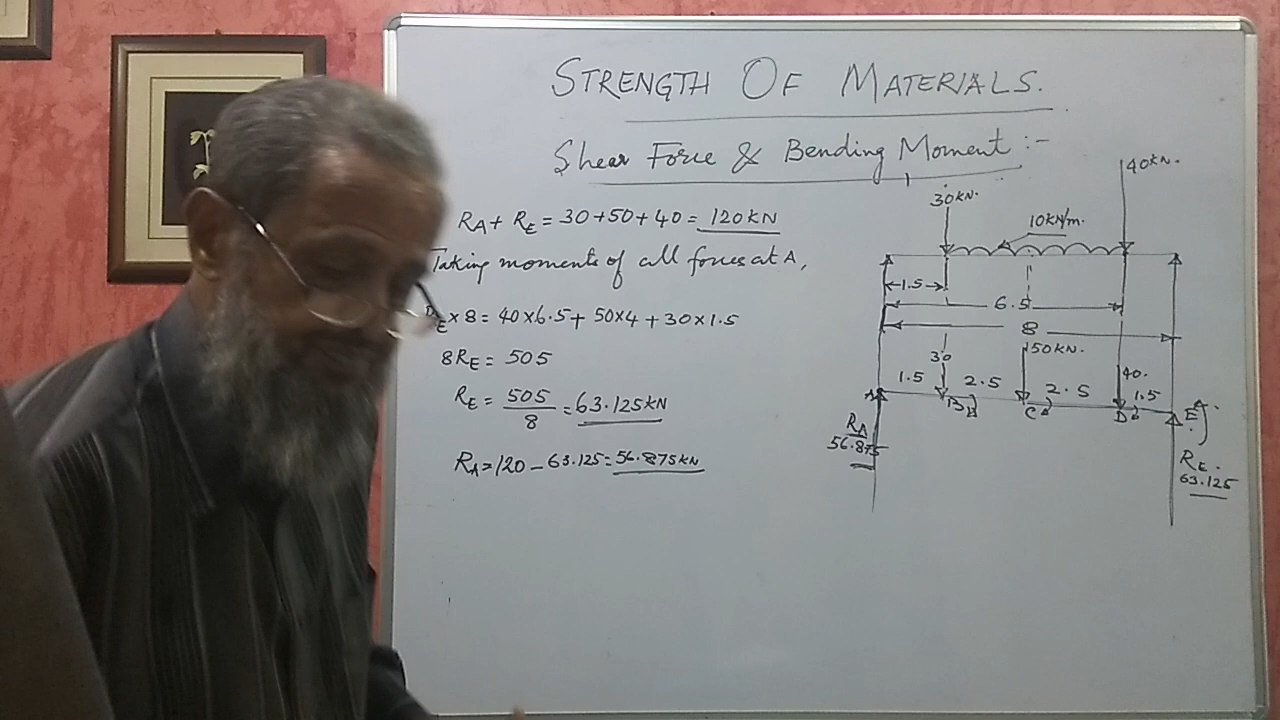 STRENGTH OF MATERIALS.
Shear Force & Bending Moment :-
RA + RE = 30+50+40 = 120KN
Taking moments of all forces at A,
RE × 8 = 40×6.5 + 50×4 + 30×1.5
8RE = 505
RE = 505/8 = 63.125KN
RA = 120 - 63.125 = 56.875KN
40KN.
30KN.
10KN/m.
1.5
6.5
8
30
50KN.
40.
1.5
2.5
2.5
1.5
A
B
C
D
E
RA
56.875
RE.
63.125